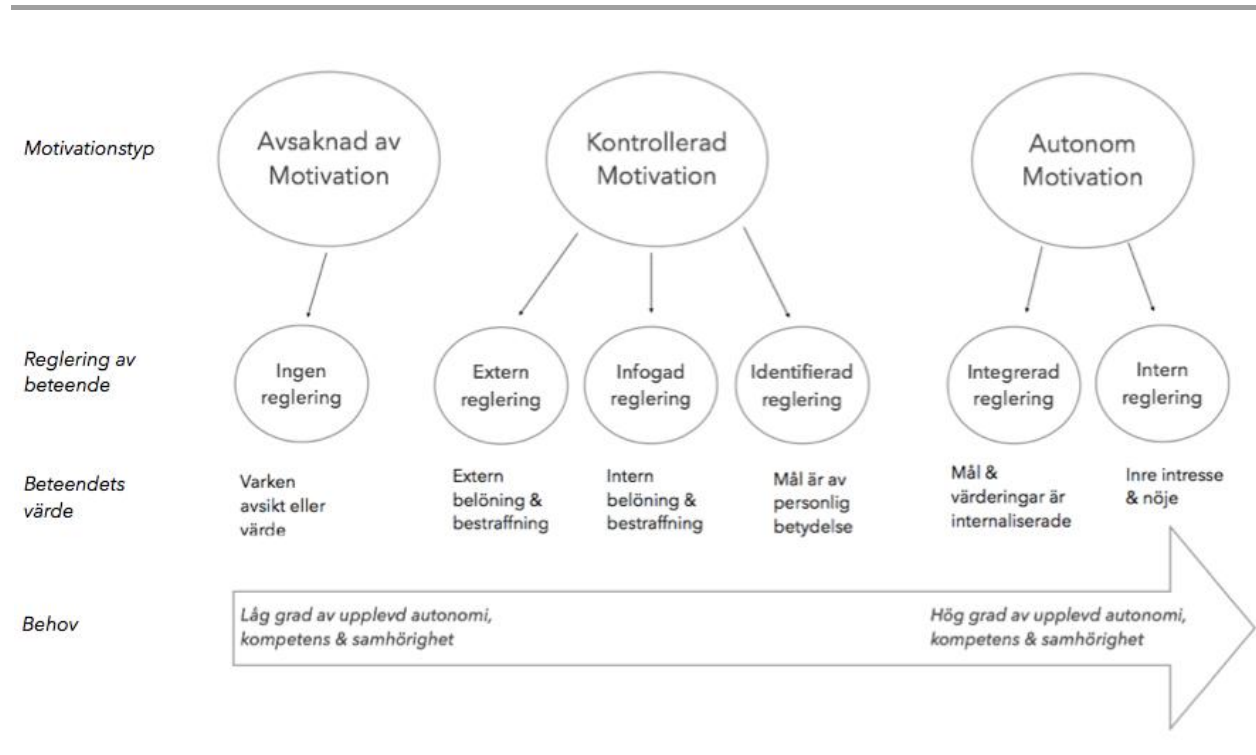 Motivationstyp
Avsaknad av
Motivation
Kontrollerad
Motivation
Autonom
Motivation
Reglering av
beteende
Ingen
reglering
Extern
reglering
Infogad
reglering
Identifierad
reglering
Integrerad
reglering
Intern
reglering
Beteendets
värde
Varken
avsikt eller
värde
Extern
belöning &
bestraffning
Intern
belöning &
bestraffning
Mål är av
personlig
betydelse
Mål &
värderingar är
internaliserade
Inre intresse
& nöje
Behov
Låg grad av upplevd autonomi,
kompetens & samhörighet
Hög grad av upplevd autonomi,
kompetens & samhörighet